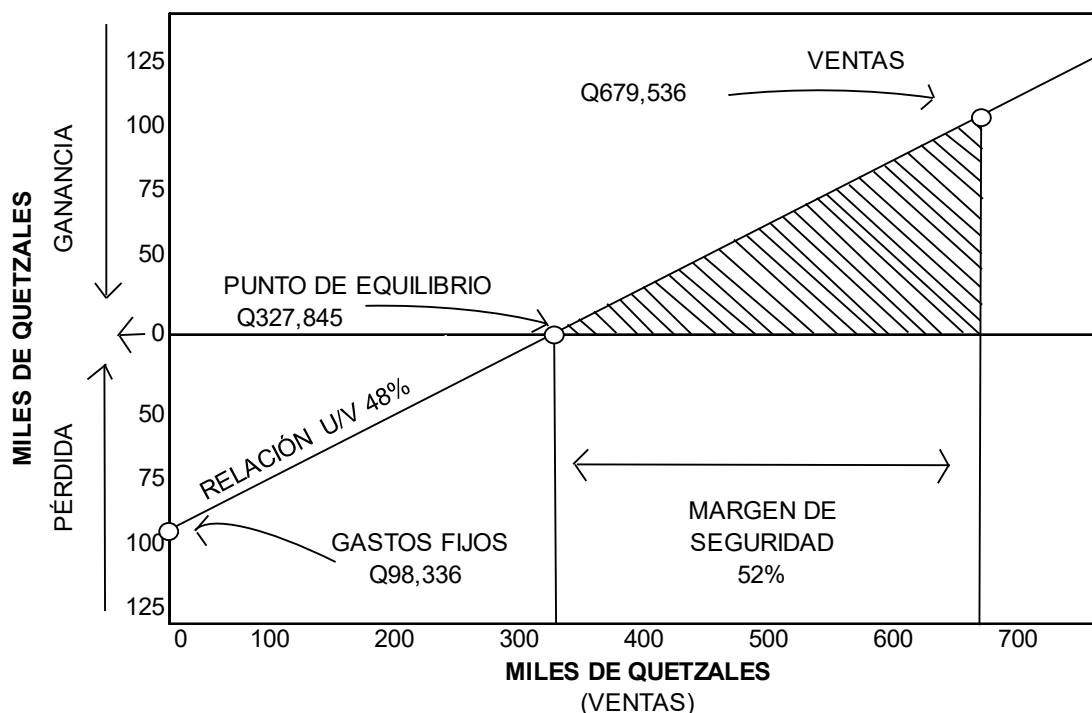 125
100
75
50
0
50
75
100
125
MILES DE QUETZALES
GANANCIA
PÉRDIDA
VENTAS
Q679,536
PUNTO DE EQUILIBRIO
Q327,845
RELACIÓN U/V 48%
GASTOS FIJOS
Q98,336
MARGEN DE
SEGURIDAD
52%
0 100 200 300 400 500 600 700
MILES DE QUETZALES
(VENTAS)